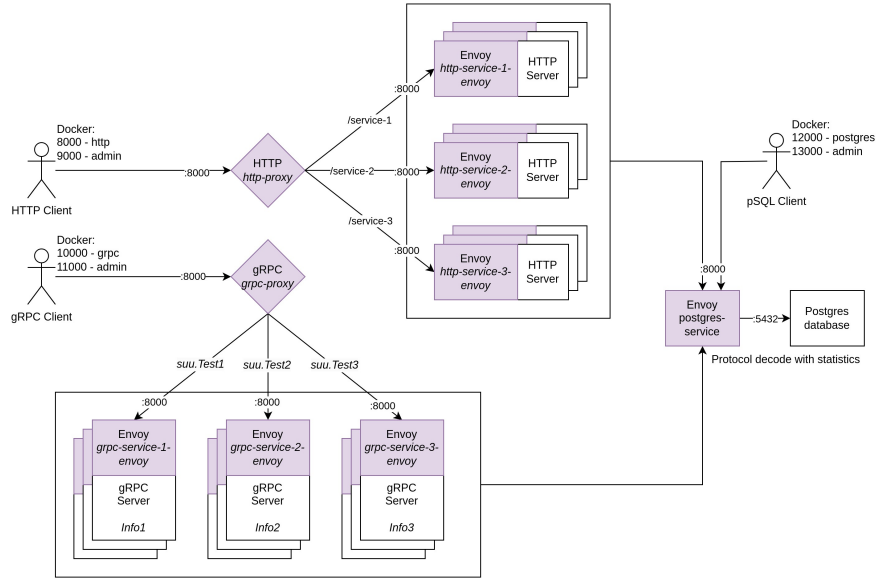 Docker:
8000 - http
9000 - admin
HTTP Client
:8000
HTTP
http-proxy
/service-1
/service-2
/service-3
:8000
:8000
:8000
Envoy
http-service-1-
envoy
HTTP
Server
Envoy
http-service-2-
envoy
HTTP
Server
Envoy
http-service-3-
envoy
HTTP
Server
Docker:
12000 - postgres
13000 - admin
pSQL Client
Docker:
10000 - grpc
11000 - admin
gRPC Client
:8000
gRPC
grpc-proxy
:8000
Envoy
postgres-
service
:5432
Postgres
database
Protocol decode with statistics
suu.Test1
suu.Test2
suu.Test3
:8000
:8000
:8000
Envoy
grpc-service-1-
envoy
gRPC
Server
Info1
Envoy
grpc-service-2-
envoy
gRPC
Server
Info2
Envoy
grpc-service-3-
envoy
gRPC
Server
Info3